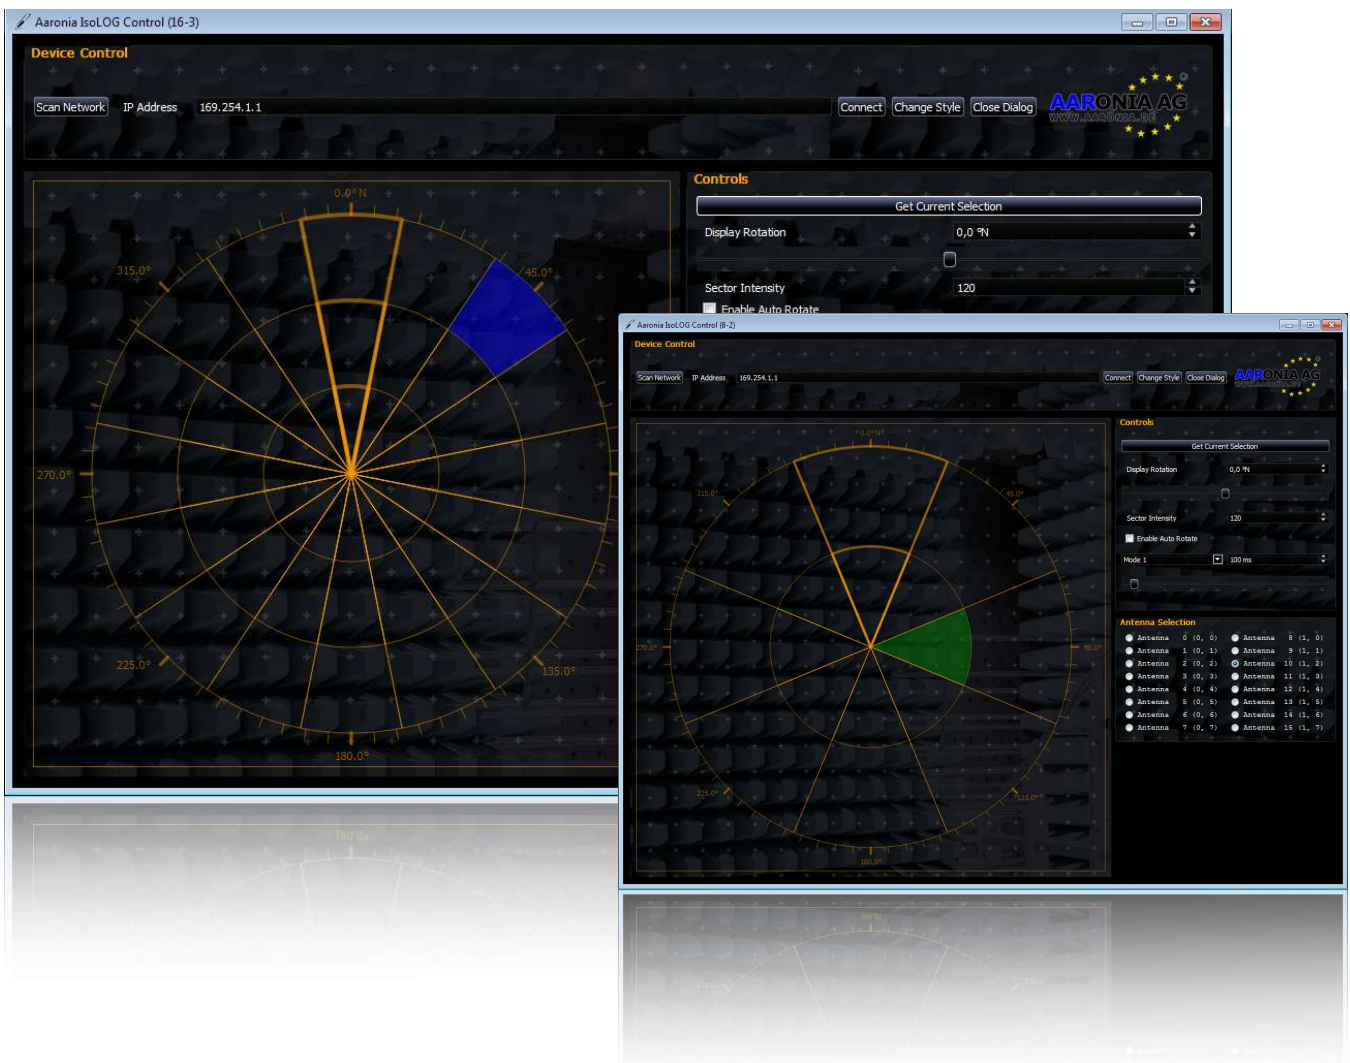 Aaronia IsoLOG Control (16-3)
Device Control
Scan Network IP Address 169.254.1.1 Connect Change Style Close Dialog
AARONIA AG
WWW.AARONIA.DE
0.0°N
45.0°
135.0°
180.0°
225.0°
270.0°
315.0°
Controls
Get Current Selection
Display Rotation 0,0 °N
Sector Intensity 120
Enable Auto Rotate
Aaronia IsoLOG Control (8-2)
Device Control
Scan Network IP Address 169.254.1.1 Connect Change Style Close Dialog
AARONIA AG
WWW.AARONIA.DE
0.0°N
45.0°
90.0°
135.0°
180.0°
225.0°
270.0°
315.0°
Controls
Get Current Selection
Display Rotation 0,0 °N
Sector Intensity 120
Enable Auto Rotate
Mode 1 100 ms
Antenna Selection
Antenna 0 (0, 0) Antenna 8 (1, 0)
Antenna 1 (0, 1) Antenna 9 (1, 1)
Antenna 2 (0, 2) Antenna 10 (1, 2)
Antenna 3 (0, 3) Antenna 11 (1, 3)
Antenna 4 (0, 4) Antenna 12 (1, 4)
Antenna 5 (0, 5) Antenna 13 (1, 5)
Antenna 6 (0, 6) Antenna 14 (1, 6)
Antenna 7 (0, 7) Antenna 15 (1, 7)